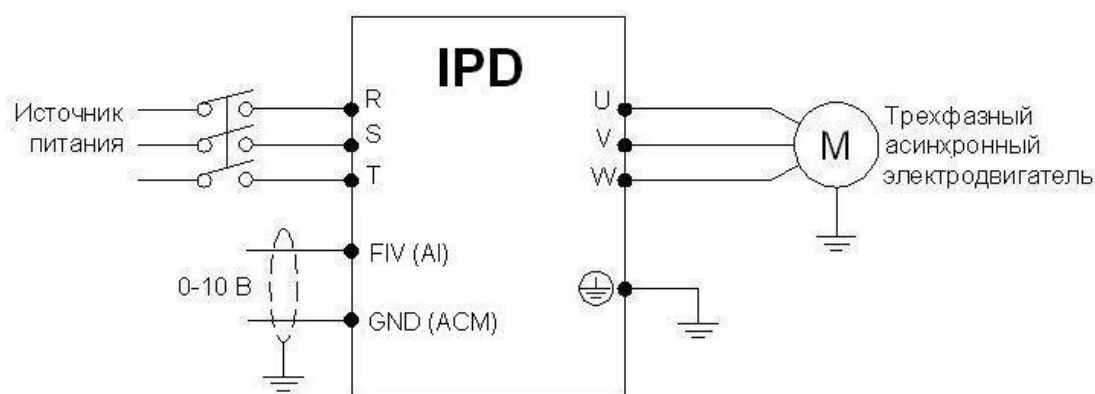 IPD
Источник
питания
R
S
T
FIV (AI)
0-10 В
GND (ACM)
U
V
W
M
Трехфазный
асинхронный
электродвигатель